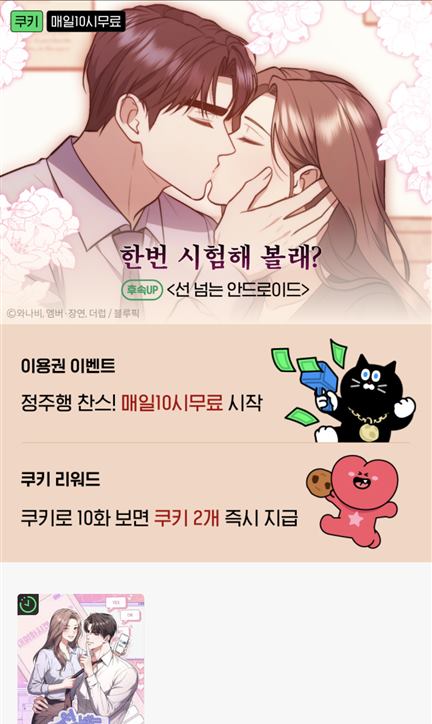 쿠키 매일10시무료
한번 시험해 볼래?
후속UP <선 넘는 안드로이드>
ⓒ와나비, 엠버·장연, 더럽 / 블루픽
이용권 이벤트
정주행 찬스! 매일10시무료 시작
쿠키 리워드
쿠키로 10화 보면 쿠키 2개 즉시 지급
YES
OR